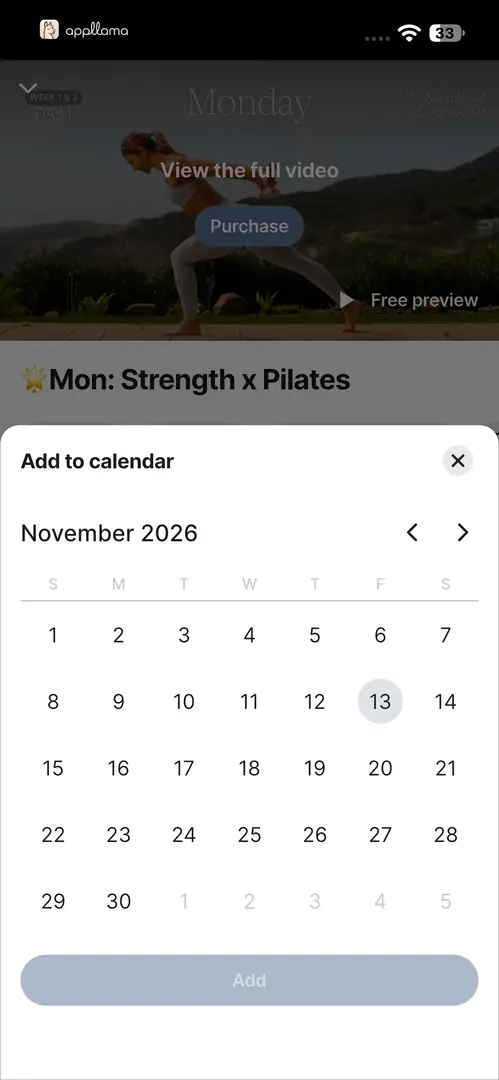 appllama
33
WEEK 1 & 2
DAY 1
Monday
View the full video
Purchase
Free preview
🌟Mon: Strength x Pilates
Add to calendar
November 2026
S M T W T F S
1 2 3 4 5 6 7
8 9 10 11 12 13 14
15 16 17 18 19 20 21
22 23 24 25 26 27 28
29 30 1 2 3 4 5
Add